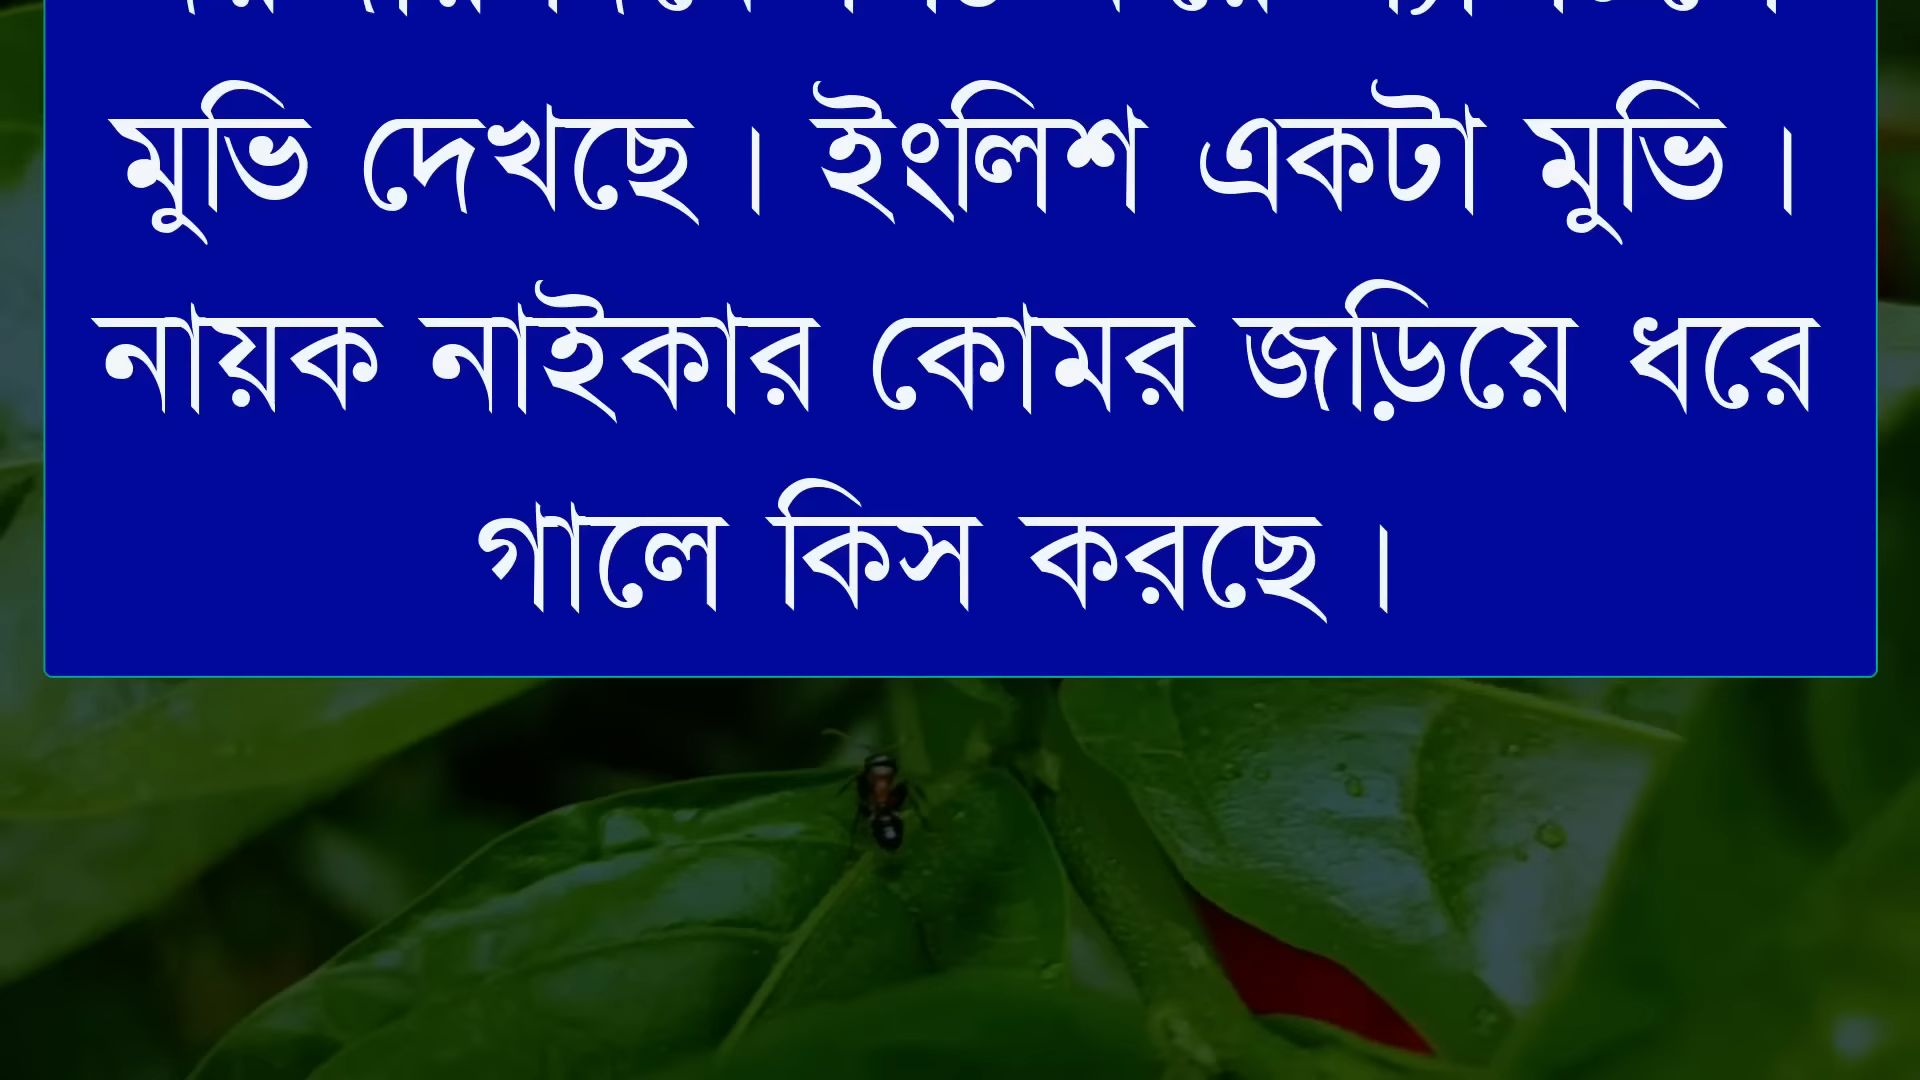 মুভি দেখছে। ইংলিশ একটা মুভি।
নায়ক নাইকার কোমর জড়িয়ে ধরে
গালে কিস করছে।